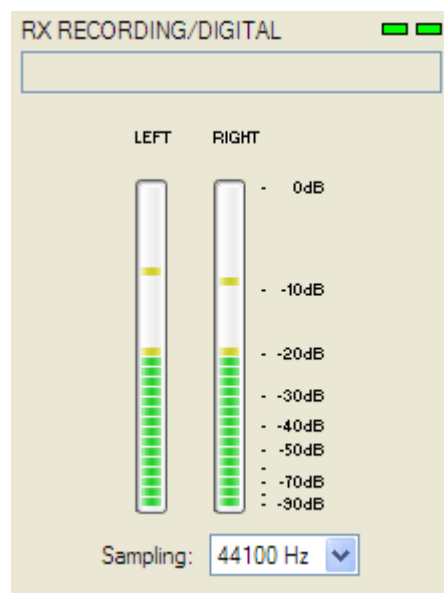 RX RECORDING/DIGITAL
LEFT RIGHT
- 0dB
- -10dB
- -20dB
- -30dB
- -40dB
- -50dB
- -70dB
- -90dB
Sampling: 44100 Hz